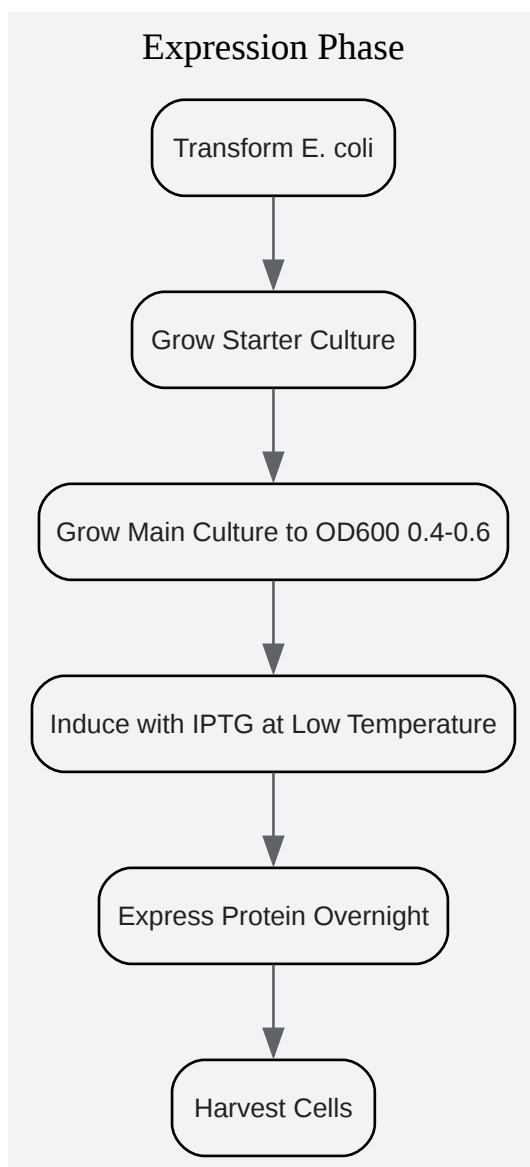 Expression Phase
Transform E. coli
Grow Starter Culture
Grow Main Culture to OD600 0.4-0.6
Induce with IPTG at Low Temperature
Express Protein Overnight
Harvest Cells